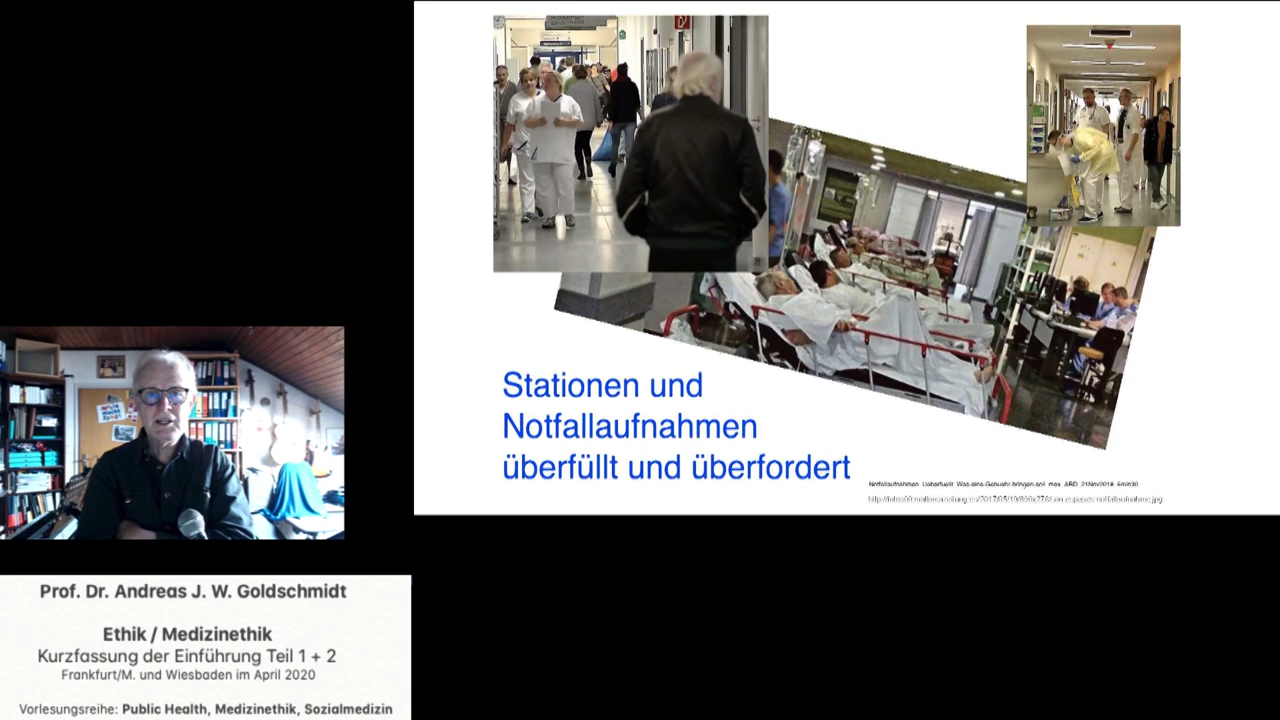 Stationen und
Notfallaufnahmen
überfüllt und überfordert
Prof. Dr. Andreas J. W. Goldschmidt
Ethik / Medizinethik
Kurzfassung der Einführung Teil 1 + 2
Frankfurt/M. und Wiesbaden im April 2020
Vorlesungsreihe: Public Health, Medizinethik, Sozialmedizin